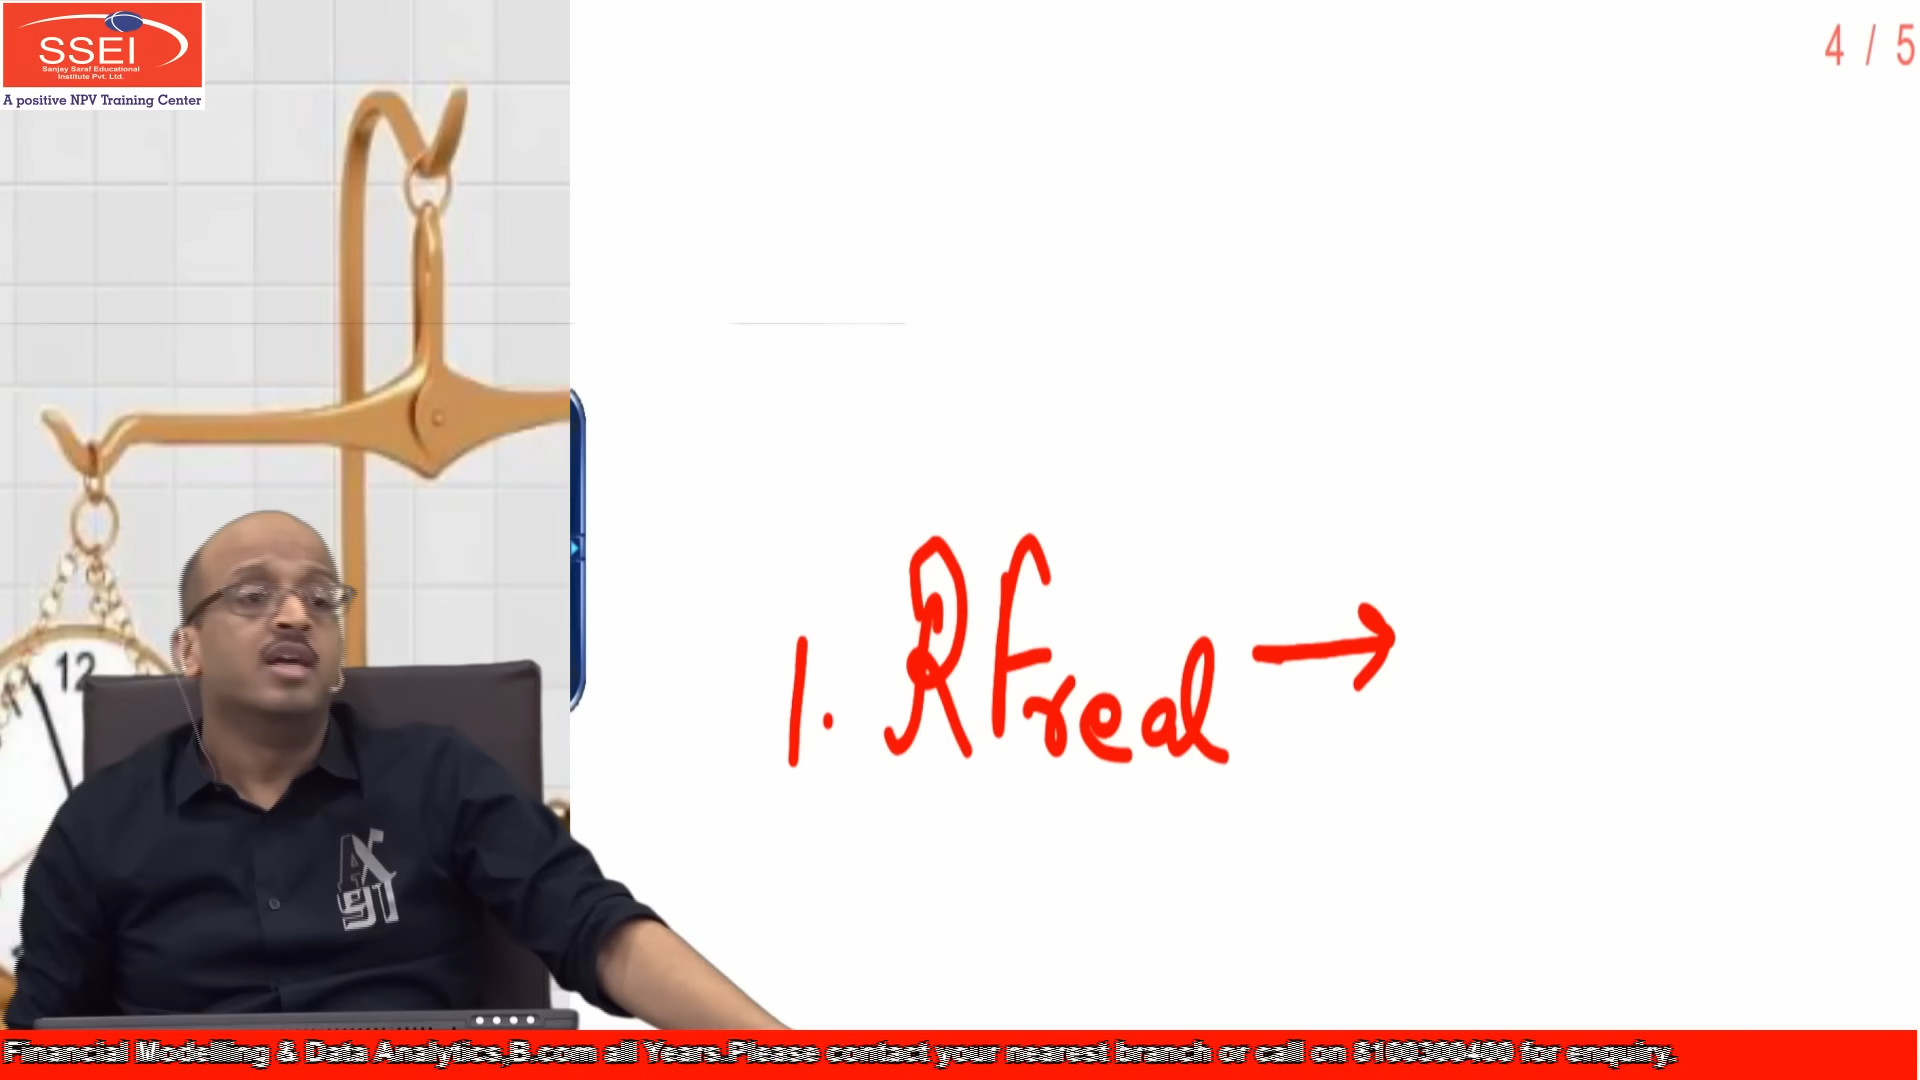 SSEI
Sanjay Saraf Educational
Institute Pvt. Ltd.
A positive NPV Training Center
4 / 5
12
1. RFreal →
Financial Modelling & Data Analytics,B.com all Years.Please contact your nearest branch or call on 8100300400 for enquiry.